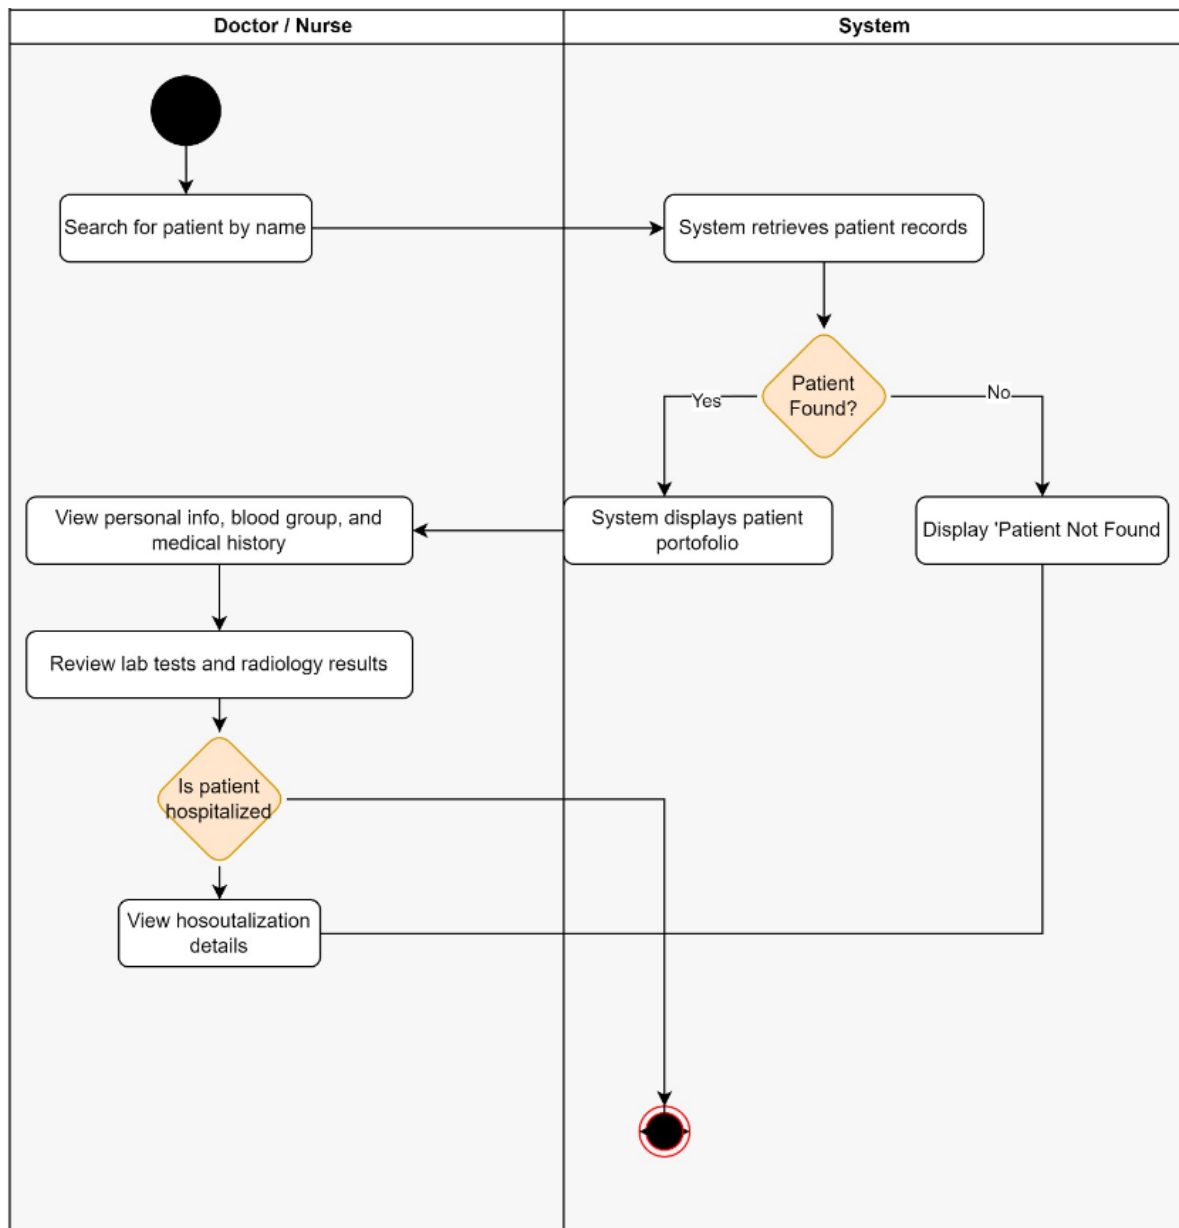 Doctor / Nurse
System
Search for patient by name
System retrieves patient records
Patient
Found?
Yes
No
View personal info, blood group, and
medical history
System displays patient
portofolio
Display 'Patient Not Found
Review lab tests and radiology results
Is patient
hospitalized
View hosoutalization
details